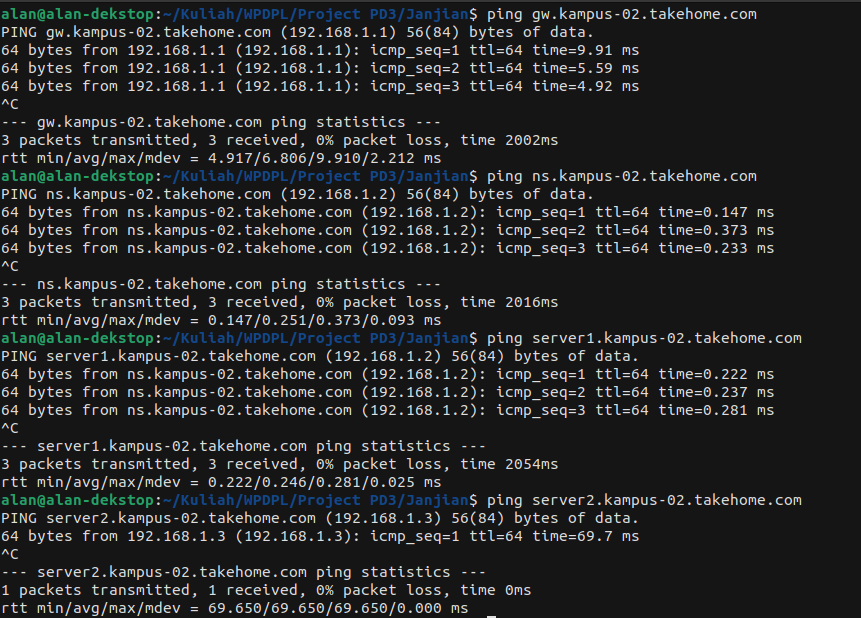 alan@alan-dekstop:~/Kuliah/WPDPL/Project PD3/Janjian$ ping gw.kampus-02.takehome.com
PING gw.kampus-02.takehome.com (192.168.1.1) 56(84) bytes of data.
64 bytes from 192.168.1.1 (192.168.1.1): icmp_seq=1 ttl=64 time=9.91 ms
64 bytes from 192.168.1.1 (192.168.1.1): icmp_seq=2 ttl=64 time=5.59 ms
64 bytes from 192.168.1.1 (192.168.1.1): icmp_seq=3 ttl=64 time=4.92 ms
^C
--- gw.kampus-02.takehome.com ping statistics ---
3 packets transmitted, 3 received, 0% packet loss, time 2002ms
rtt min/avg/max/mdev = 4.917/6.806/9.910/2.212 ms
alan@alan-dekstop:~/Kuliah/WPDPL/Project PD3/Janjian$ ping ns.kampus-02.takehome.com
PING ns.kampus-02.takehome.com (192.168.1.2) 56(84) bytes of data.
64 bytes from ns.kampus-02.takehome.com (192.168.1.2): icmp_seq=1 ttl=64 time=0.147 ms
64 bytes from ns.kampus-02.takehome.com (192.168.1.2): icmp_seq=2 ttl=64 time=0.373 ms
64 bytes from ns.kampus-02.takehome.com (192.168.1.2): icmp_seq=3 ttl=64 time=0.233 ms
^C
--- ns.kampus-02.takehome.com ping statistics ---
3 packets transmitted, 3 received, 0% packet loss, time 2016ms
rtt min/avg/max/mdev = 0.147/0.251/0.373/0.093 ms
alan@alan-dekstop:~/Kuliah/WPDPL/Project PD3/Janjian$ ping server1.kampus-02.takehome.com
PING server1.kampus-02.takehome.com (192.168.1.2) 56(84) bytes of data.
64 bytes from ns.kampus-02.takehome.com (192.168.1.2): icmp_seq=1 ttl=64 time=0.222 ms
64 bytes from ns.kampus-02.takehome.com (192.168.1.2): icmp_seq=2 ttl=64 time=0.237 ms
64 bytes from ns.kampus-02.takehome.com (192.168.1.2): icmp_seq=3 ttl=64 time=0.281 ms
^C
--- server1.kampus-02.takehome.com ping statistics ---
3 packets transmitted, 3 received, 0% packet loss, time 2054ms
rtt min/avg/max/mdev = 0.222/0.246/0.281/0.025 ms
alan@alan-dekstop:~/Kuliah/WPDPL/Project PD3/Janjian$ ping server2.kampus-02.takehome.com
PING server2.kampus-02.takehome.com (192.168.1.3) 56(84) bytes of data.
64 bytes from 192.168.1.3 (192.168.1.3): icmp_seq=1 ttl=64 time=69.7 ms
^C
--- server2.kampus-02.takehome.com ping statistics ---
1 packets transmitted, 1 received, 0% packet loss, time 0ms
rtt min/avg/max/mdev = 69.650/69.650/69.650/0.000 ms